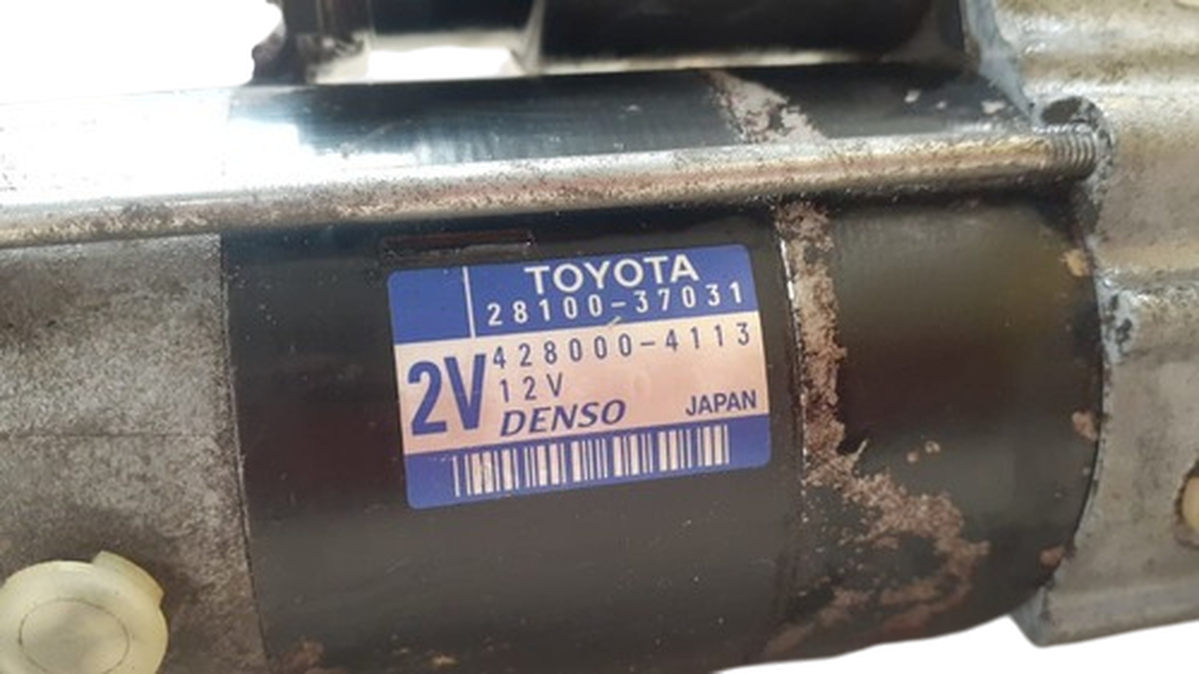 TOYOTA
28100-37031
2V
428000-4113
12V
DENSO
JAPAN